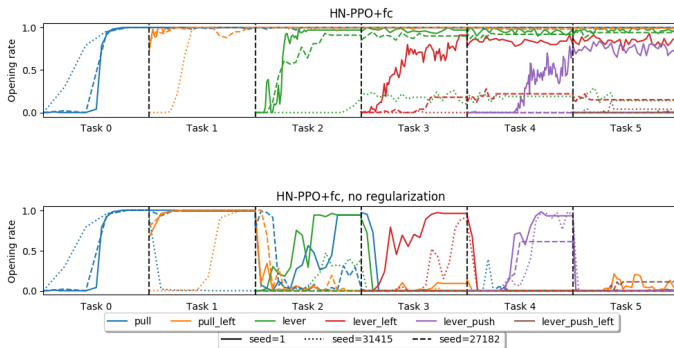 HN-PPO+fc
Opening rate
1.0
0.5
0.0
Task 0 Task 1 Task 2 Task 3 Task 4 Task 5
HN-PPO+fc, no regularization
Opening rate
1.0
0.5
0.0
Task 0 Task 1 Task 2 Task 3 Task 4 Task 5
pull pull_left lever lever_left lever_push lever_push_left
seed=1 seed=31415 seed=27182